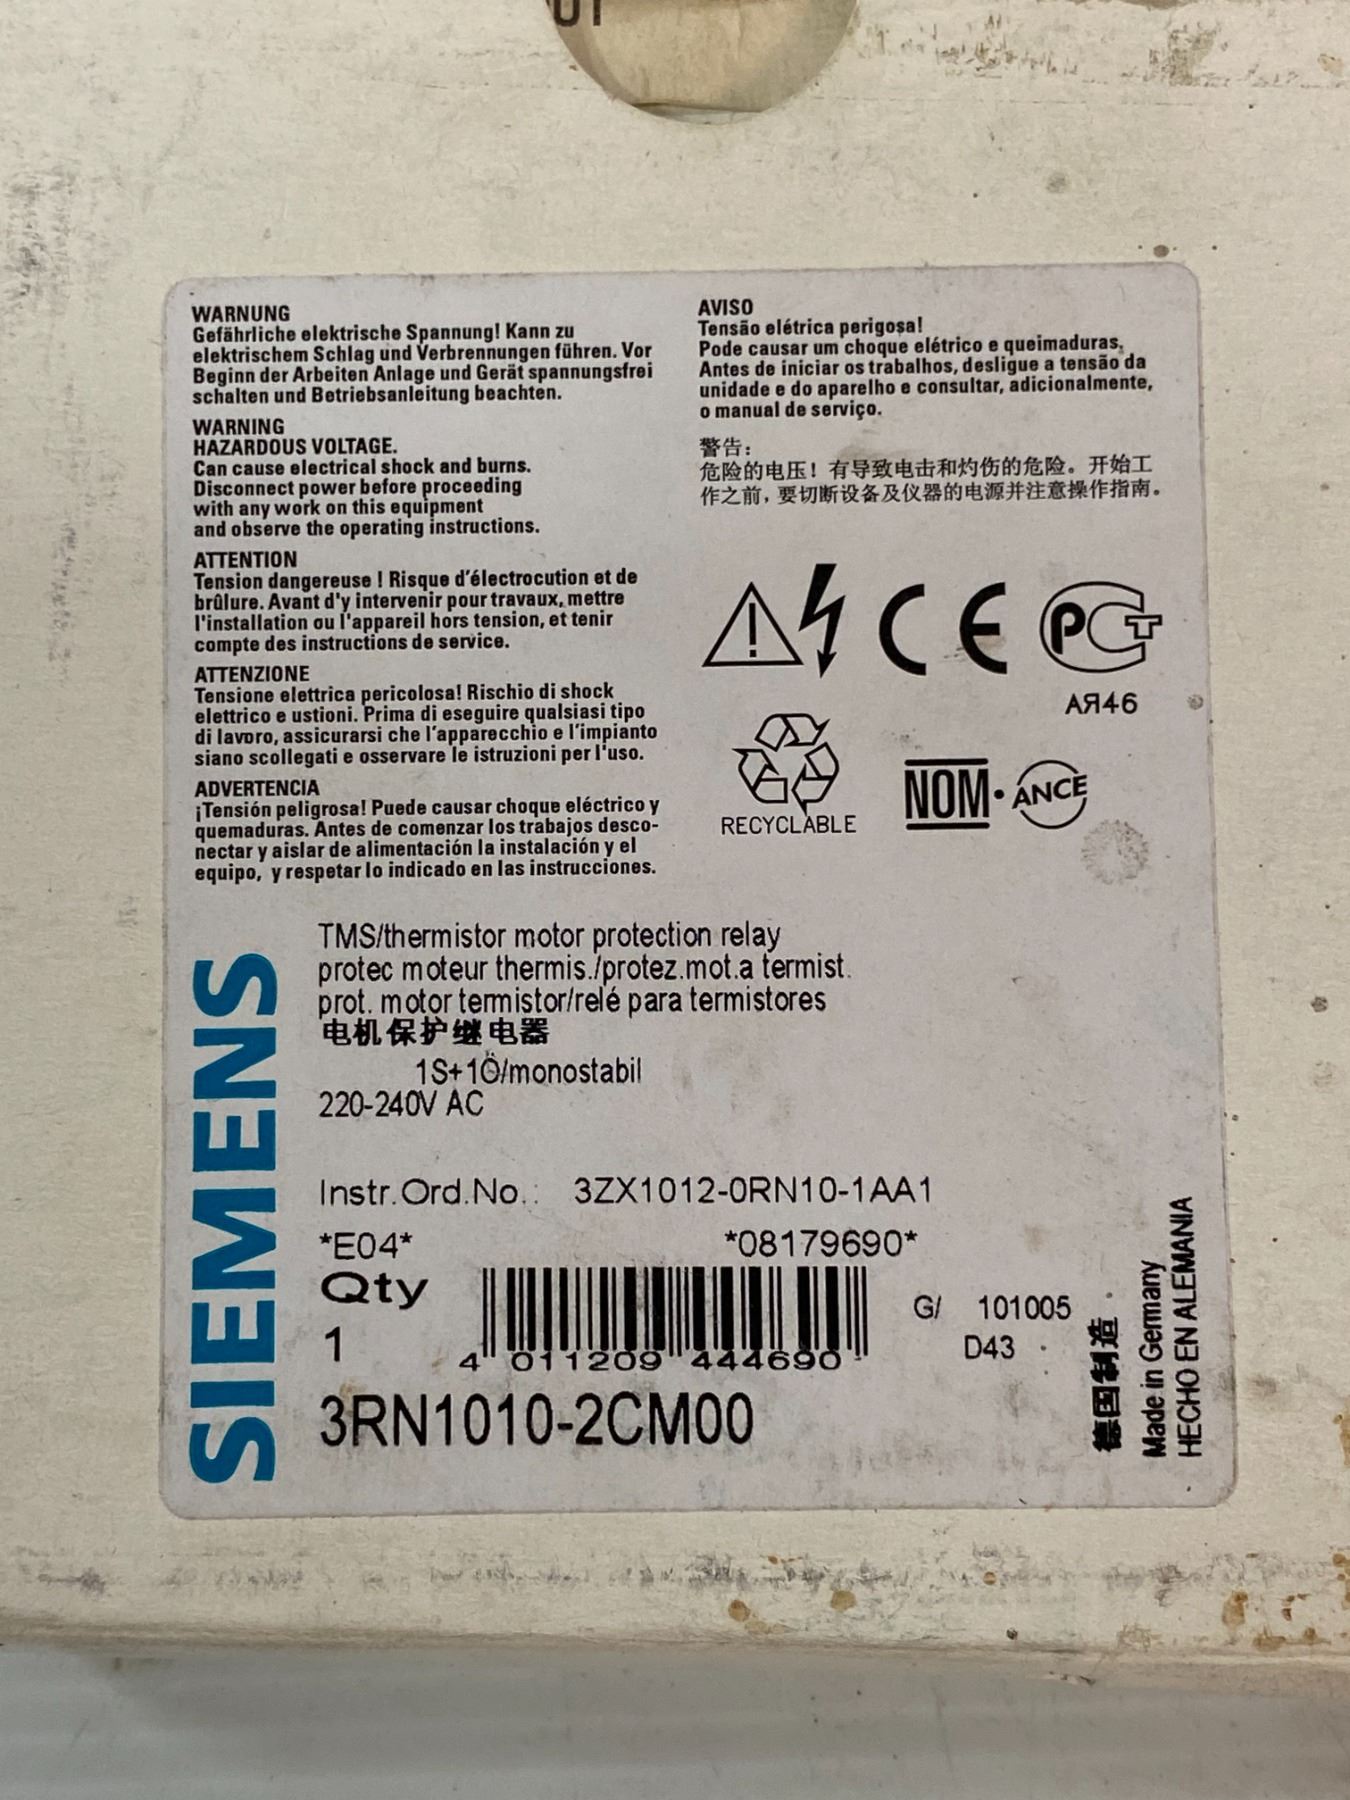 WARNUNG
Gefährliche elektrische Spannung! Kann zu
elektrischem Schlag und Verbrennungen führen. Vor
Beginn der Arbeiten Anlage und Gerät spannungsfrei
schalten und Betriebsanleitung beachten.
WARNING
HAZARDOUS VOLTAGE.
Can cause electrical shock and burns.
Disconnect power before proceeding
with any work on this equipment
and observe the operating instructions.
ATTENTION
Tension dangereuse ! Risque d'électrocution et de
brûlure. Avant d'y intervenir pour travaux, mettre
l'installation ou l'appareil hors tension, et tenir
compte des instructions de service.
ATTENZIONE
Tensione elettrica pericolosa! Rischio di shock
elettrico e ustioni. Prima di eseguire qualsiasi tipo
di lavoro, assicurarsi che l'apparecchio e l'impianto
siano scollegati e osservare le istruzioni per l'uso.
ADVERTENCIA
¡Tensión peligrosa! Puede causar choque eléctrico y
quemaduras. Antes de comenzar los trabajos desco-
nectar y aislar de alimentación la instalación y el
equipo, y respetar lo indicado en las instrucciones.
AVISO
Tensão elétrica perigosa!
Pode causar um choque elétrico e queimaduras.
Antes de iniciar os trabalhos, desligue a tensão da
unidade e do aparelho e consultar, adicionalmente,
o manual de serviço.
警告：
危险的电压！有导致电击和灼伤的危险。开始工
作之前，要切断设备及仪器的电源并注意操作指南。
CE
РСТ
АЯ46
RECYCLABLE
NOM·ANCE
SIEMENS
TMS/thermistor motor protection relay
protec moteur thermis./protez.mot.a termist.
prot. motor termistor/relé para termistores
电机保护继电器
1S+1Ö/monostabil
220-240V AC
Instr.Ord.No.: 3ZX1012-0RN10-1AA1
*E04* *08179690*
Qty
1
4 011209 444690
G/ 101005
D43
3RN1010-2CM00
德国制造
Made in Germany
HECHO EN ALEMANIA